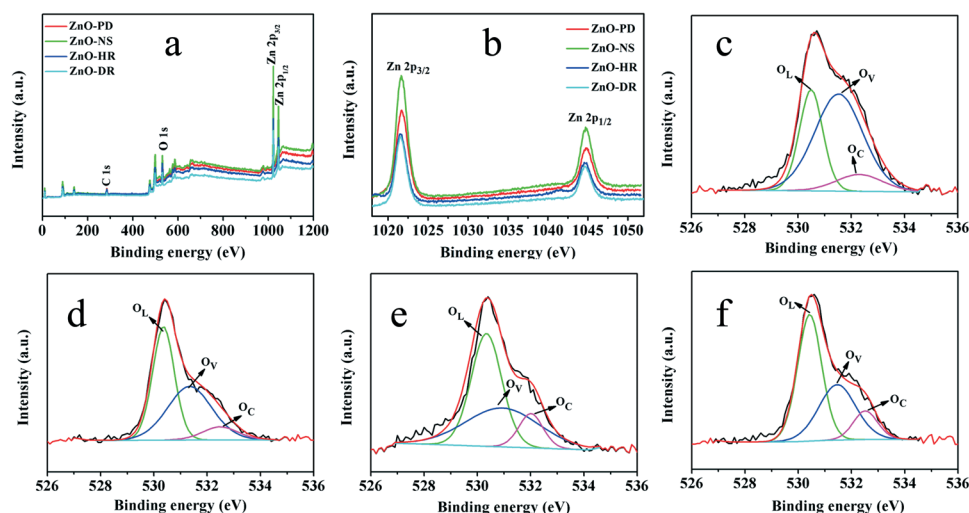 a
ZnO-PD
ZnO-NS
ZnO-HR
ZnO-DR
C 1s
O 1s
Zn 2p3/2
Zn 2p1/2
Intensity (a.u.)
0 200 400 600 800 1000 1200
Binding energy (eV)
b
ZnO-PD
ZnO-NS
ZnO-HR
ZnO-DR
Zn 2p3/2
Zn 2p1/2
Intensity (a.u.)
1020 1025 1030 1035 1040 1045 1050
Binding energy (eV)
c
OL
OV
OC
Intensity (a.u.)
526 528 530 532 534 536
Binding energy (eV)
d
OL
OV
OC
Intensity (a.u.)
526 528 530 532 534 536
Binding energy (eV)
e
OL
OV
OC
Intensity (a.u.)
526 528 530 532 534 536
Binding energy (eV)
f
OL
OV
OC
Intensity (a.u.)
526 528 530 532 534 536
Binding energy (eV)